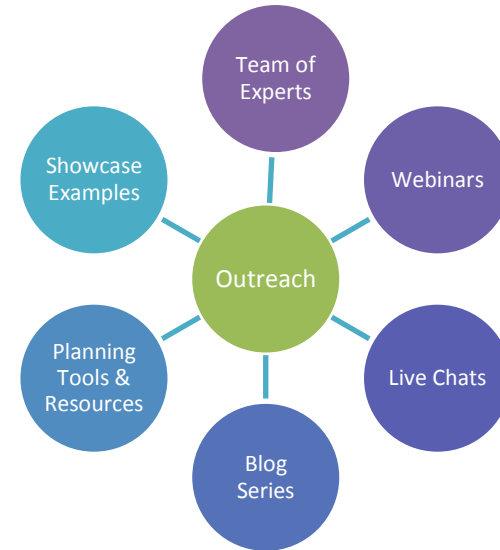 Team of
Experts
Showcase
Examples
Webinars
Outreach
Planning
Tools &
Resources
Live Chats
Blog
Series